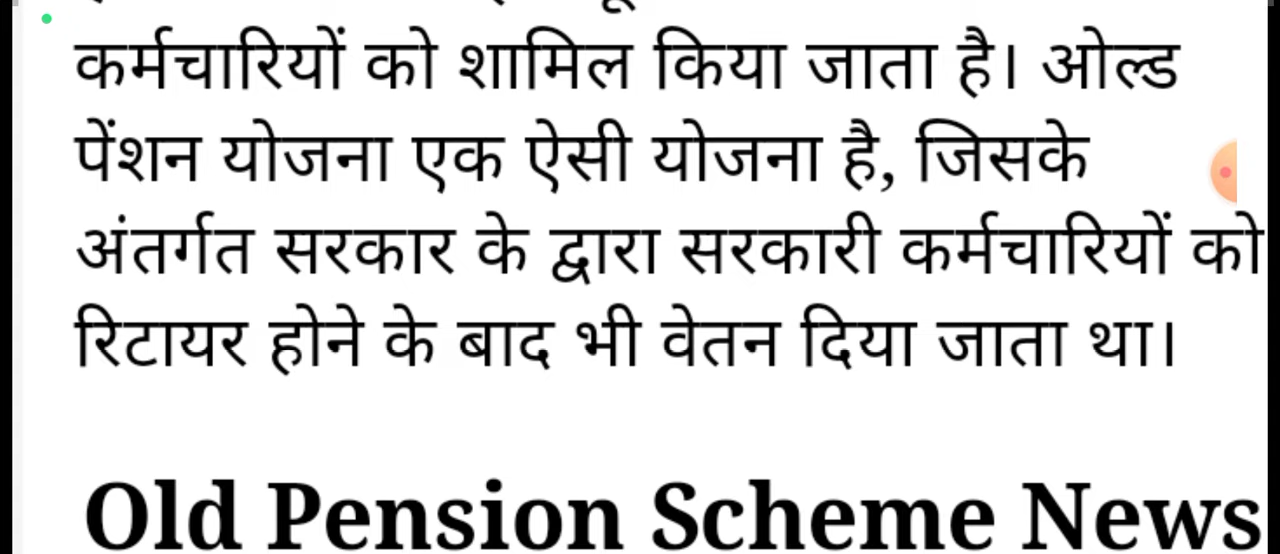 कर्मचारियों को शामिल किया जाता है। ओल्ड
पेंशन योजना एक ऐसी योजना है, जिसके
अंतर्गत सरकार के द्वारा सरकारी कर्मचारियों को
रिटायर होने के बाद भी वेतन दिया जाता था।
Old Pension Scheme News